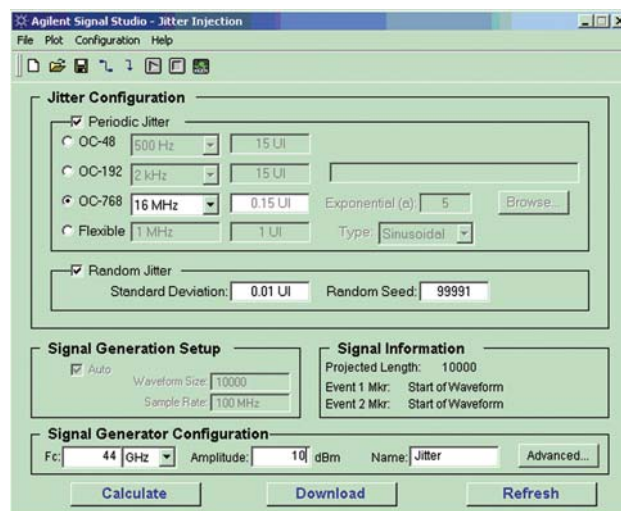 Agilent Signal Studio - Jitter Injection
File Plot Configuration Help
Jitter Configuration
Periodic Jitter
OC-48 500 Hz 15 UI
OC-192 2 kHz 15 UI
OC-768 16 MHz 0.15 UI Exponential (a): 5 Browse...
Flexible 1 MHz 1 UI Type: Sinusoidal
Random Jitter
Standard Deviation: 0.01 UI Random Seed: 99991
Signal Generation Setup
Auto
Waveform Size: 10000
Sample Rate: 100 MHz
Signal Information
Projected Length: 10000
Event 1 Mkr: Start of Waveform
Event 2 Mkr: Start of Waveform
Signal Generator Configuration
Fc: 44 GHz Amplitude: 10 dBm Name: Jitter Advanced...
Calculate Download Refresh